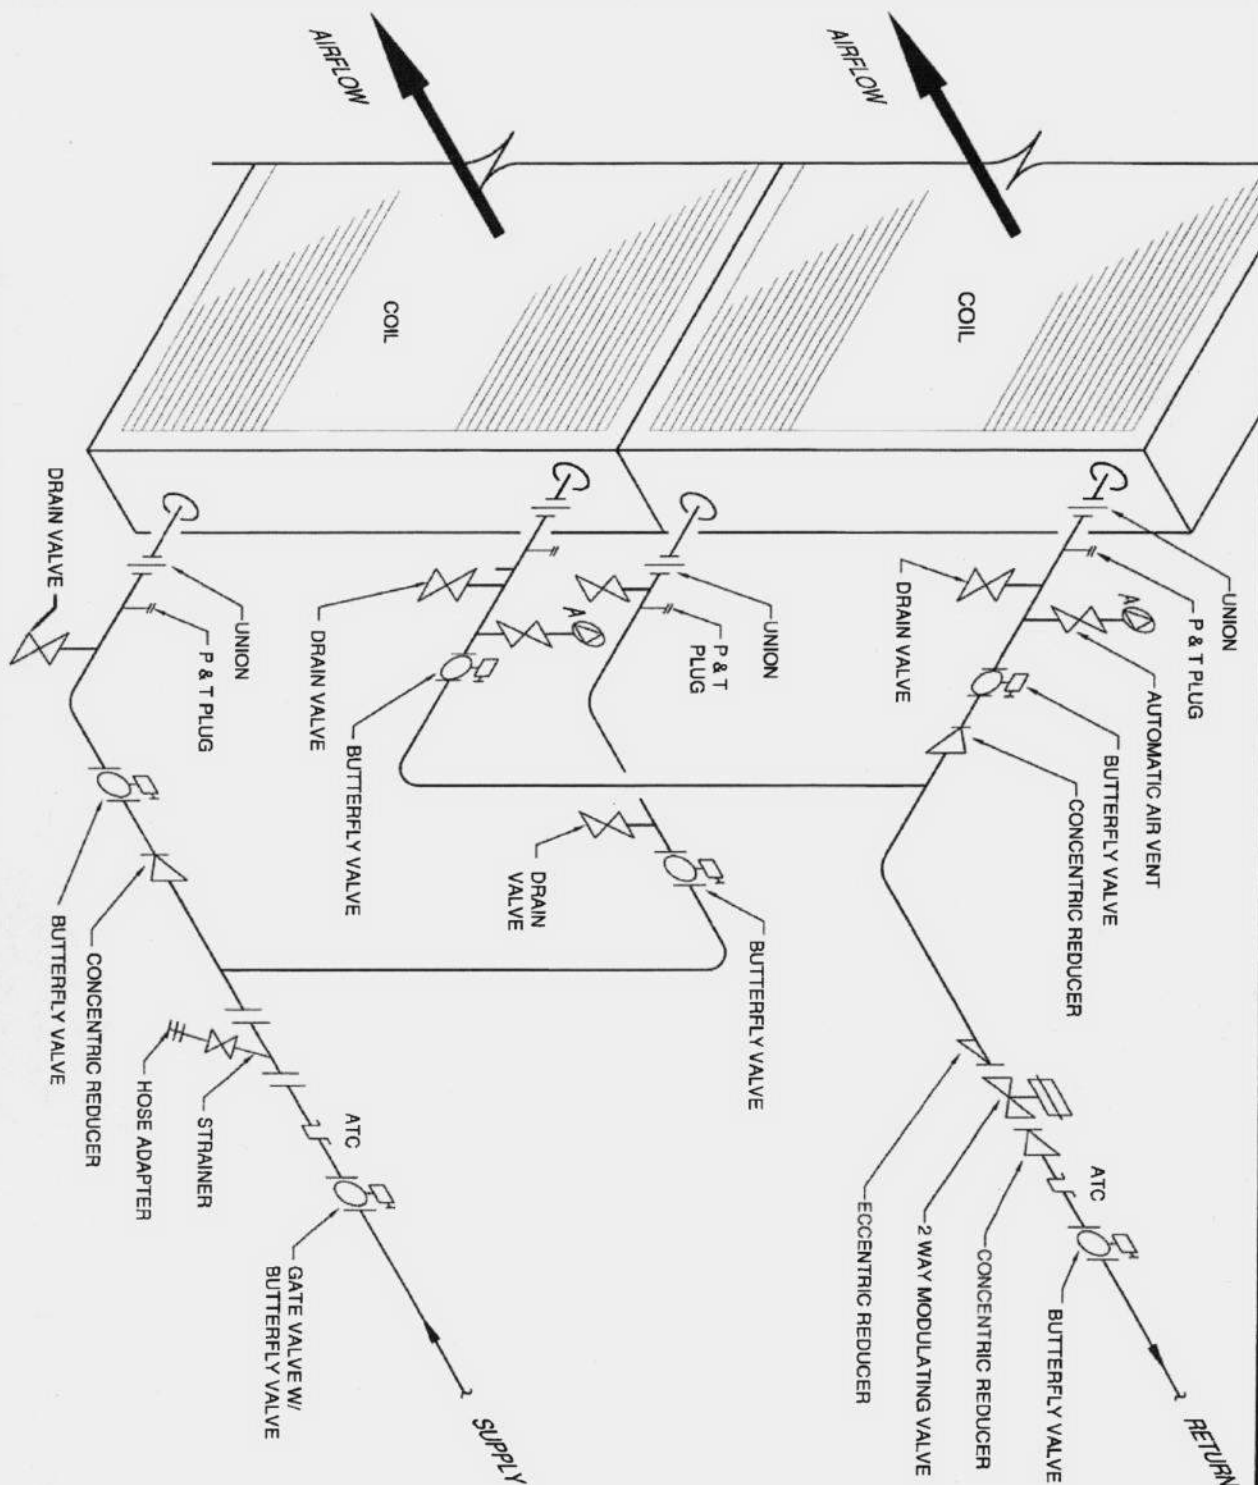 AIRFLOW
AIRFLOW
COIL
COIL
UNION
P & T PLUG
DRAIN VALVE
AUTOMATIC AIR VENT
A
BUTTERFLY VALVE
CONCENTRIC REDUCER
UNION
P & T
PLUG
A
DRAIN VALVE
BUTTERFLY VALVE
UNION
P & T PLUG
DRAIN VALVE
DRAIN
VALVE
BUTTERFLY VALVE
BUTTERFLY VALVE
CONCENTRIC REDUCER
HOSE ADAPTER
STRAINER
ATC
GATE VALVE W/
BUTTERFLY VALVE
SUPPLY
ECCENTRIC REDUCER
2 WAY MODULATING VALVE
CONCENTRIC REDUCER
ATC
BUTTERFLY VALVE
RETURN